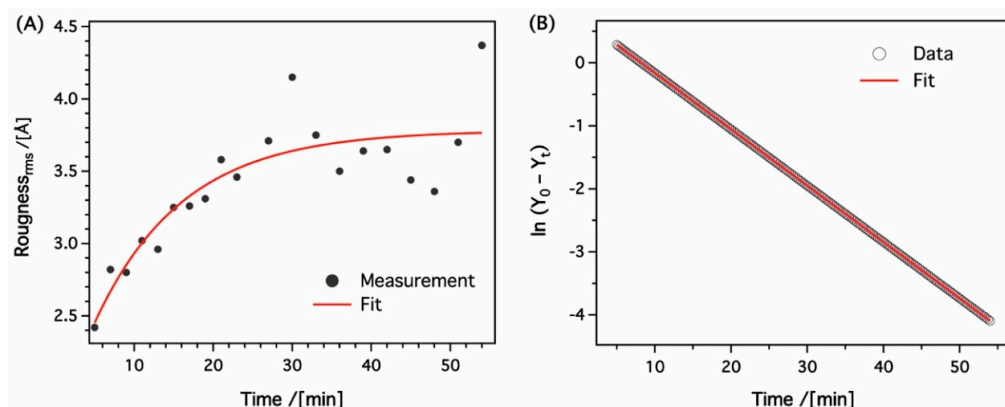 (A)
4.5
4.0
3.5
3.0
2.5
Rougness_rms /[Å]
Measurement
Fit
10 20 30 40 50
Time /[min]
(B)
0
-1
-2
-3
-4
ln (Y_0 – Y_t)
Data
Fit
10 20 30 40 50
Time /[min]